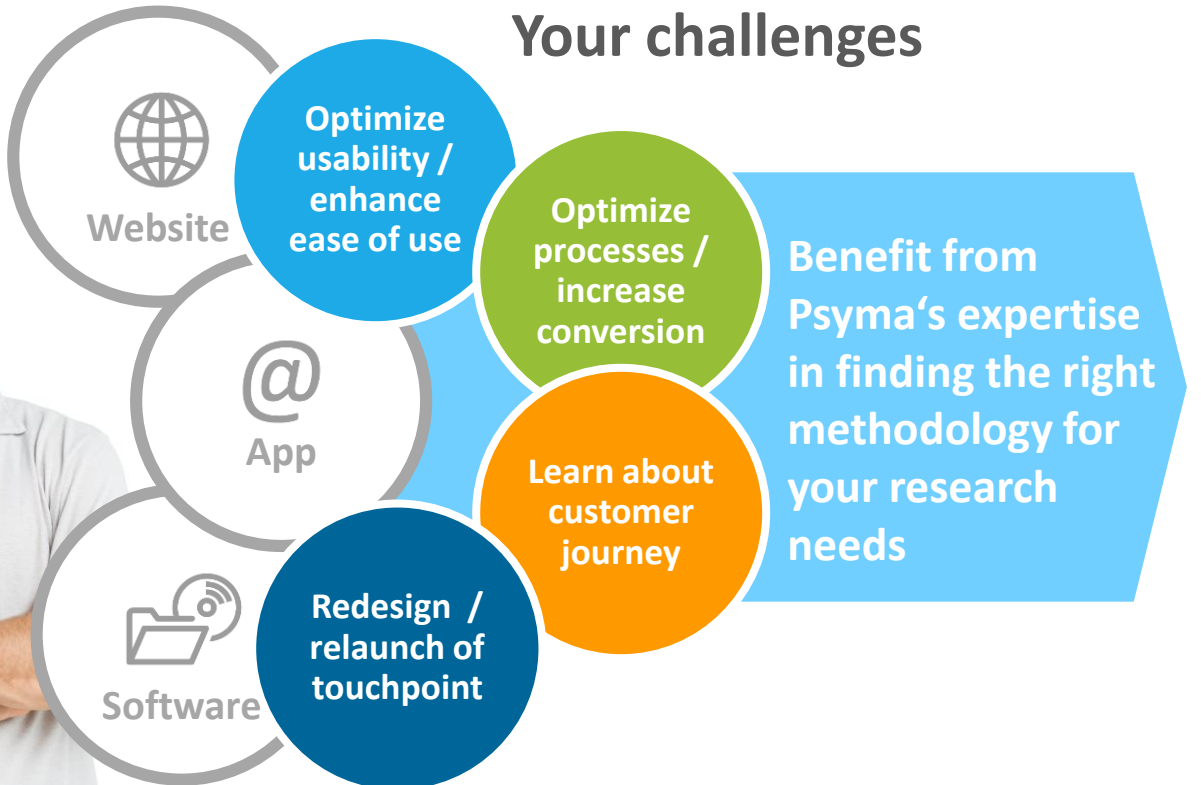 Your challenges
Website
@
App
Software
Optimize
usability /
enhance
ease of use
Optimize
processes /
increase
conversion
Learn about
customer
journey
Redesign /
relaunch of
touchpoint
Benefit from
Psyma‘s expertise
in finding the right
methodology for
your research
needs